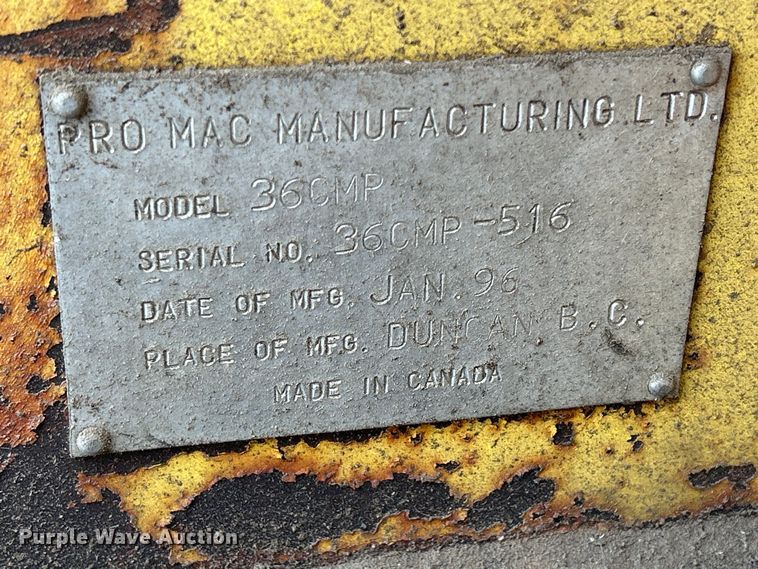 PRO MAC MANUFACTURING LTD.
MODEL 36CMP
SERIAL NO. 36CMP-516
DATE OF MFG. JAN. 96
PLACE OF MFG. DUNCAN B.C.
MADE IN CANADA
Purple Wave Auction